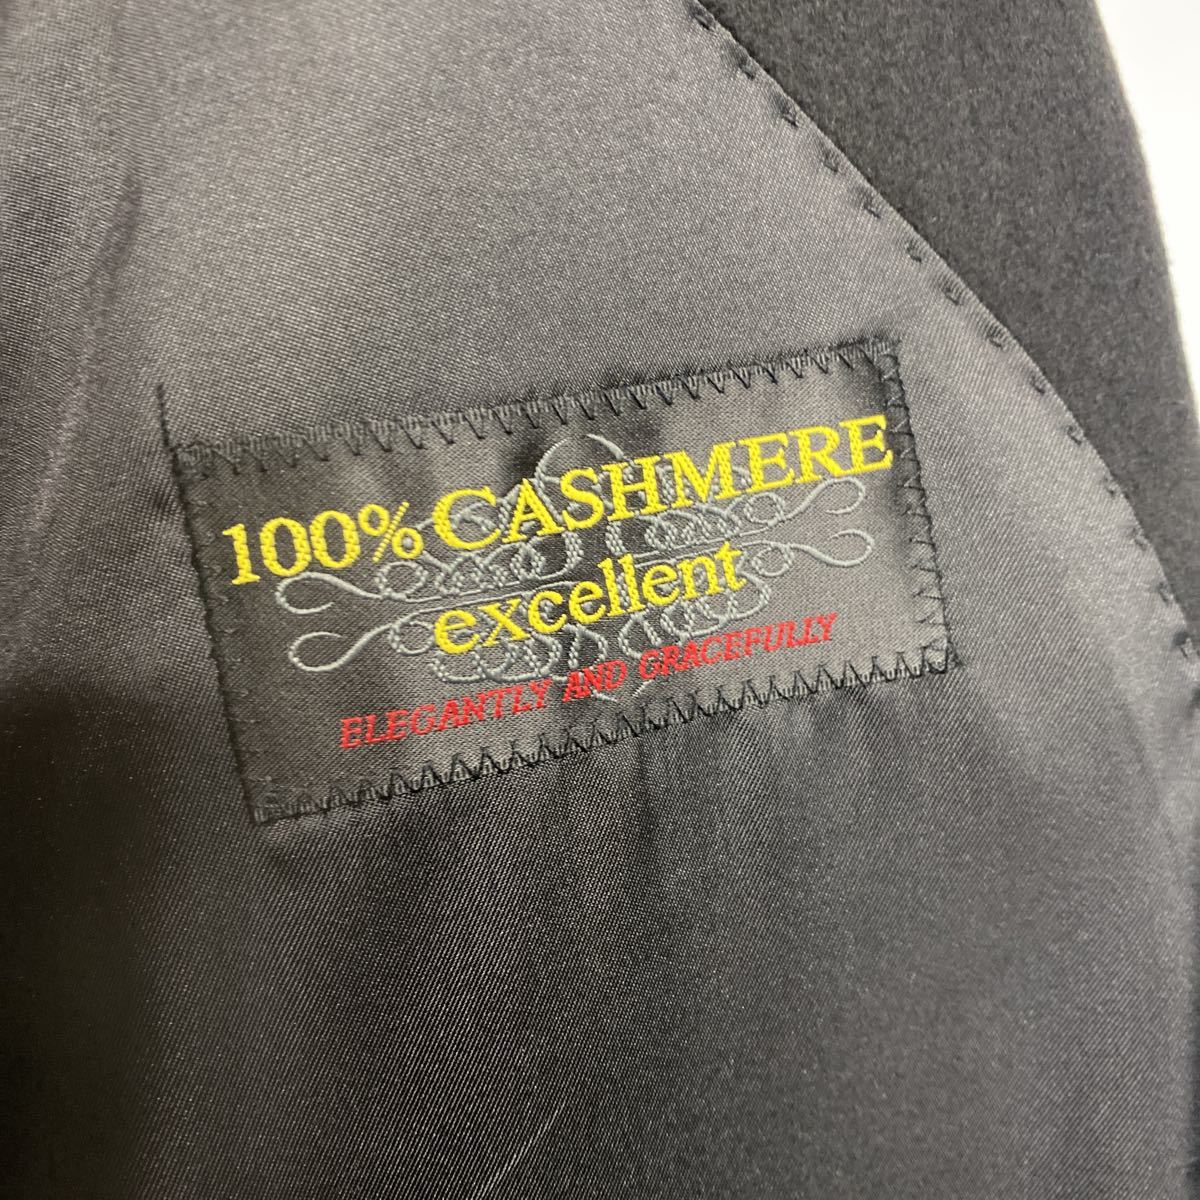 100% CASHMERE
excellent
ELEGANTLY AND GRACEFULLY